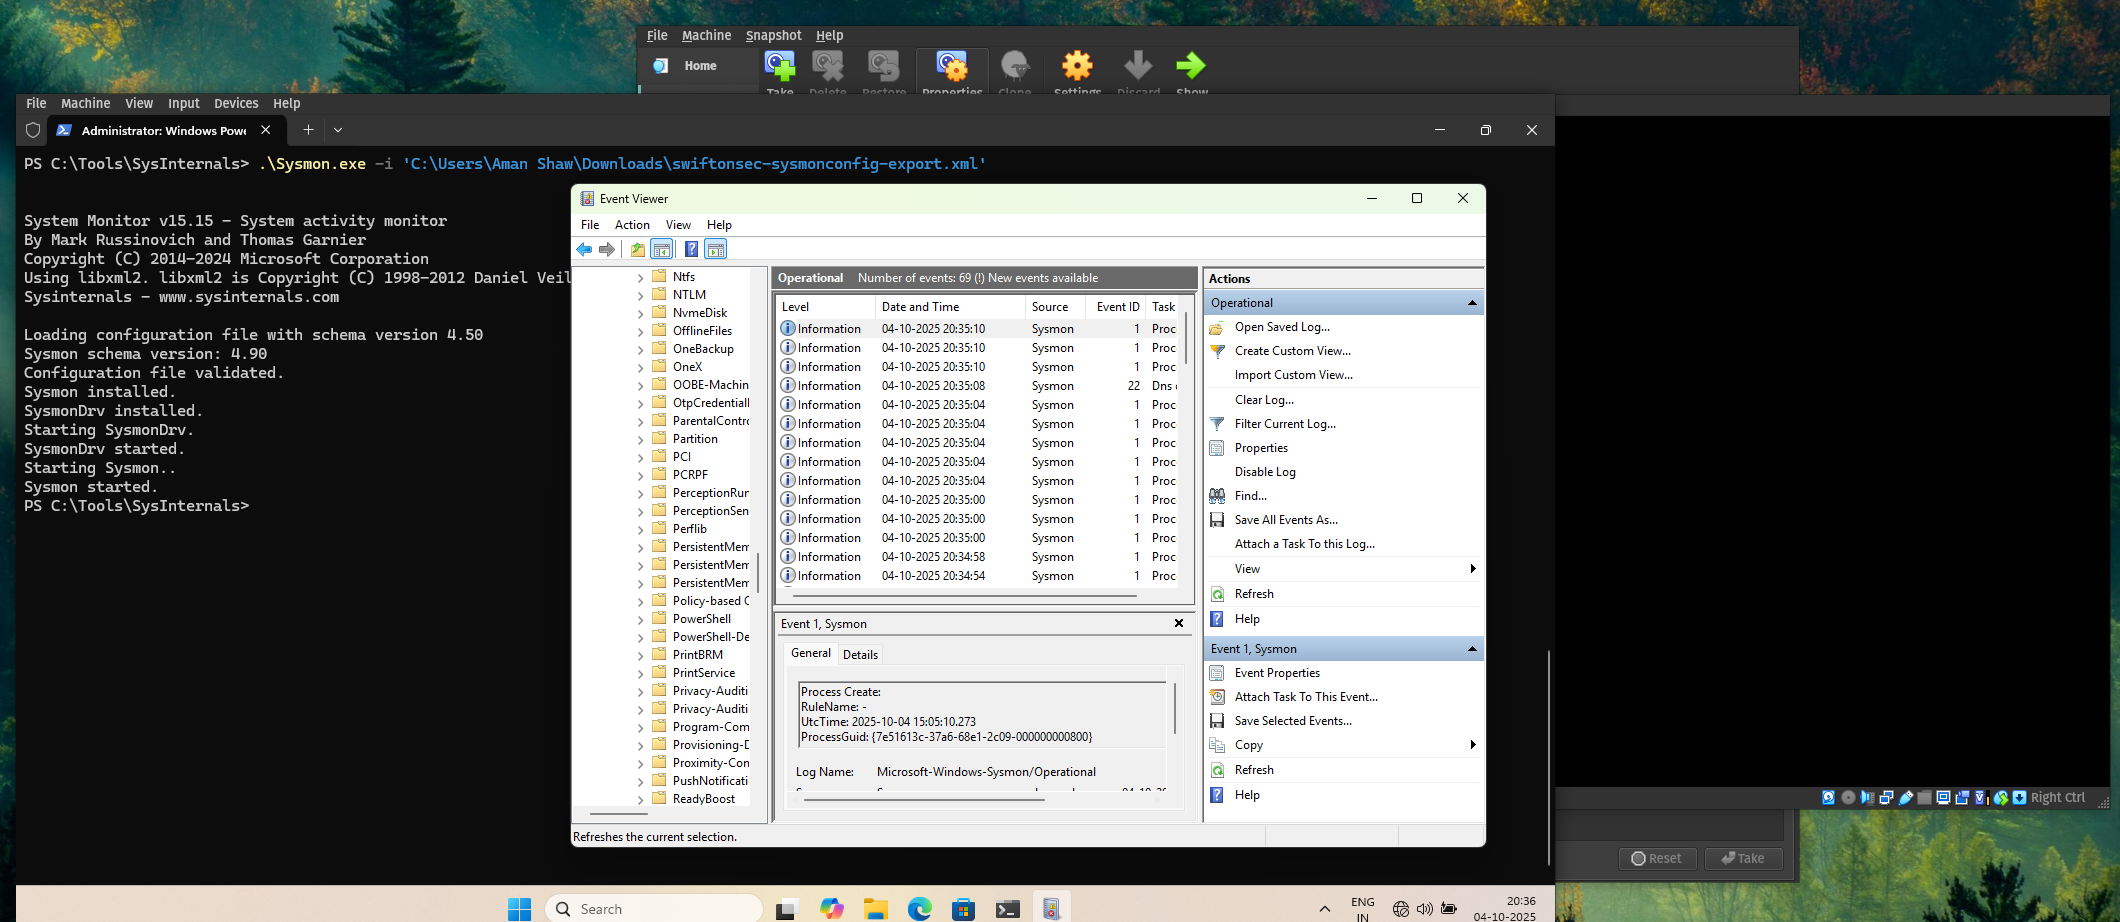 File Machine Snapshot Help
Home
Take Delete Restore Properties Clone Settings Discard Show
File Machine View Input Devices Help
Administrator: Windows Powe
PS C:\Tools\SysInternals> .\Sysmon.exe -i 'C:\Users\Aman Shaw\Downloads\swiftonsec-sysmonconfig-export.xml'
System Monitor v15.15 - System activity monitor
By Mark Russinovich and Thomas Garnier
Copyright (C) 2014-2024 Microsoft Corporation
Using libxml2. libxml2 is Copyright (C) 1998-2012 Daniel Veil
Sysinternals - www.sysinternals.com
Loading configuration file with schema version 4.50
Sysmon schema version: 4.90
Configuration file validated.
Sysmon installed.
SysmonDrv installed.
Starting SysmonDrv.
SysmonDrv started.
Starting Sysmon..
Sysmon started.
PS C:\Tools\SysInternals>
Event Viewer
File Action View Help
Ntfs
NTLM
NvmeDisk
OfflineFiles
OneBackup
OneX
OOBE-Machin
OtpCredential
ParentalContro
Partition
PCI
PCRPF
PerceptionRun
PerceptionSen
Perflib
PersistentMem
PersistentMem
PersistentMem
Policy-based
PowerShell
PowerShell-De
PrintBRM
PrintService
Privacy-Auditi
Privacy-Auditi
Program-Com
Provisioning-D
Proximity-Con
PushNotificati
ReadyBoost
Operational Number of events: 69 (!) New events available
Level Date and Time Source Event ID Task
Information 04-10-2025 20:35:10 Sysmon 1 Proc
Information 04-10-2025 20:35:10 Sysmon 1 Proc
Information 04-10-2025 20:35:10 Sysmon 1 Proc
Information 04-10-2025 20:35:08 Sysmon 22 Dns
Information 04-10-2025 20:35:04 Sysmon 1 Proc
Information 04-10-2025 20:35:04 Sysmon 1 Proc
Information 04-10-2025 20:35:04 Sysmon 1 Proc
Information 04-10-2025 20:35:04 Sysmon 1 Proc
Information 04-10-2025 20:35:04 Sysmon 1 Proc
Information 04-10-2025 20:35:00 Sysmon 1 Proc
Information 04-10-2025 20:35:00 Sysmon 1 Proc
Information 04-10-2025 20:35:00 Sysmon 1 Proc
Information 04-10-2025 20:34:58 Sysmon 1 Proc
Information 04-10-2025 20:34:54 Sysmon 1 Proc
Event 1, Sysmon
General Details
Process Create:
RuleName: -
UtcTime: 2025-10-04 15:05:10.273
ProcessGuid: {7e51613c-37a6-68e1-2c09-000000000800}
Log Name: Microsoft-Windows-Sysmon/Operational
Refreshes the current selection.
Actions
Operational
Open Saved Log...
Create Custom View...
Import Custom View...
Clear Log...
Filter Current Log...
Properties
Disable Log
Find...
Save All Events As...
Attach a Task To this Log...
View
Refresh
Help
Event 1, Sysmon
Event Properties
Attach Task To This Event...
Save Selected Events...
Copy
Refresh
Help
Right Ctrl
Reset Take
Search
ENG
IN
20:36
04-10-2025